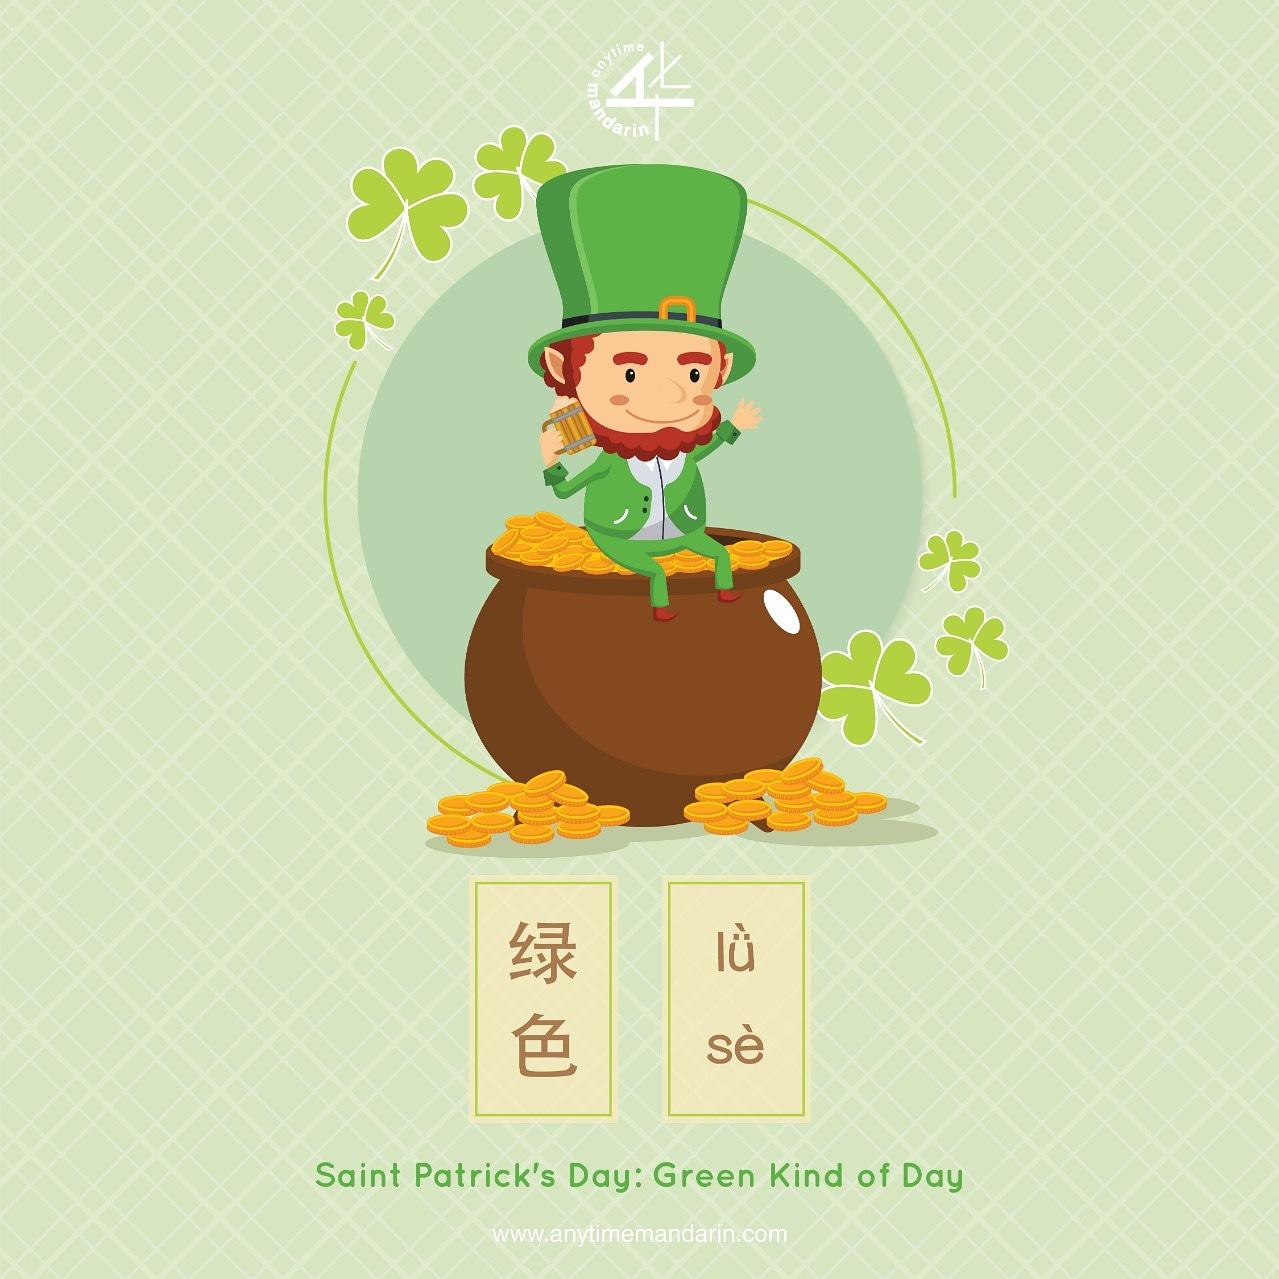 anytime
mandarin
绿
色
lǜ
sè
Saint Patrick's Day: Green Kind of Day
www.anytimemandarin.com